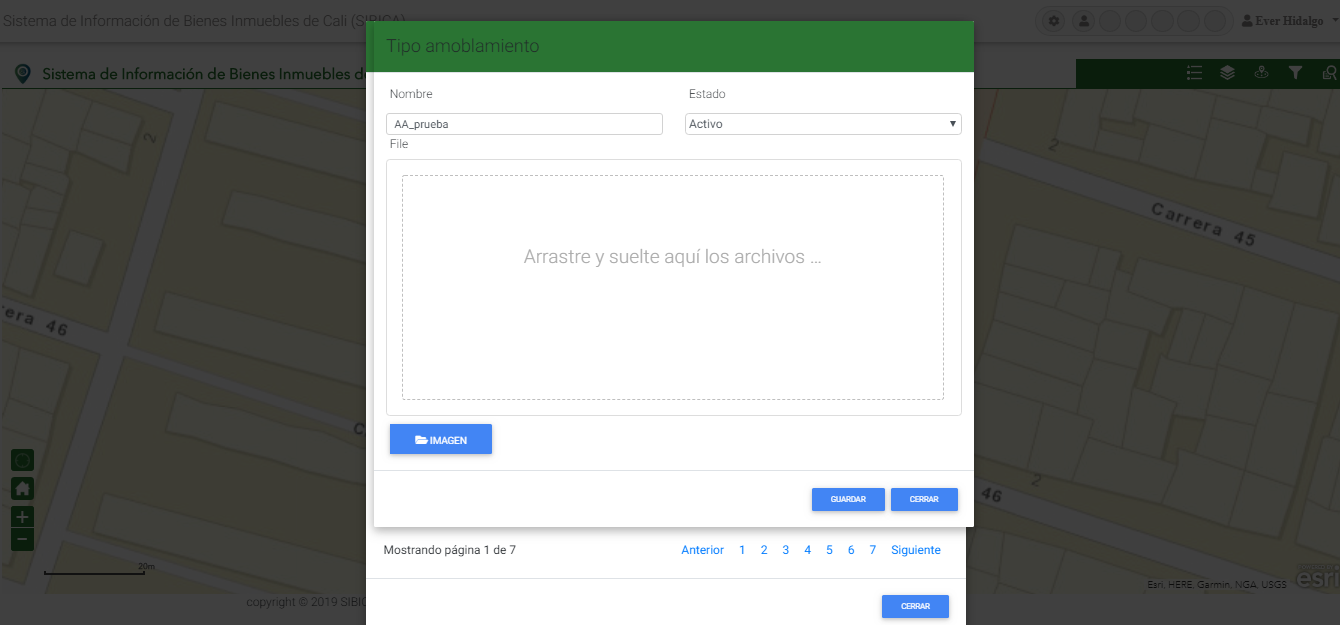 Sistema de Información de Bienes Inmuebles de Cali (SIBICA)
Ever Hidalgo
Tipo amoblamiento
Sistema de Información de Bienes Inmuebles d
Nombre
Estado
AA_prueba
Activo
File
Arrastre y suelte aquí los archivos ...
IMAGEN
GUARDAR
CERRAR
2
2
Carrera 45
rera 46
C
2
46
20m
Mostrando página 1 de 7
Anterior 1 2 3 4 5 6 7 Siguiente
Esri, HERE, Garmin, NGA, USGS
esri
copyright © 2019 SIBIC
CERRAR